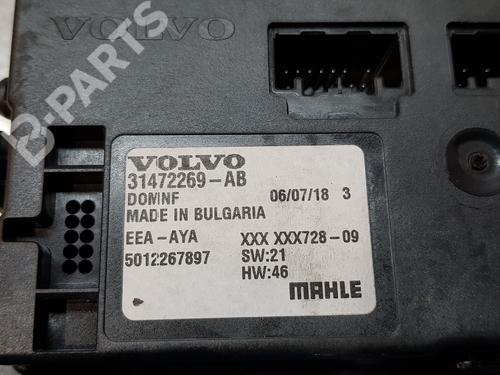 VOLVO
B-PARTS
VOLVO
31472269-AB
DOMNF 06/07/18 3
MADE IN BULGARIA
EEA-AYA XXX XXX728-09
5012267897 SW:21
HW:46
MAHLE